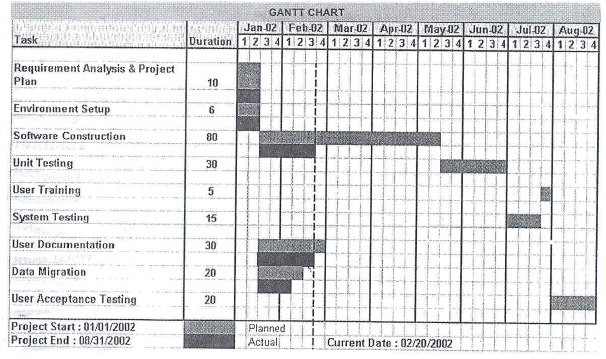 GANTT CHART
Jan-02 Feb-02 Mar-02 Apr-02 May-02 Jun-02 Jul-02 Aug-02
Task Duration 1 2 3 4 1 2 3 4 1 2 3 4 1 2 3 4 1 2 3 4 1 2 3 4 1 2 3 4 1 2 3 4
Requirement Analysis & Project
Plan 10
Environment Setup 6
Software Construction 80
Unit Testing 30
User Training 5
System Testing 15
User Documentation 30
Data Migration 20
User Acceptance Testing 20
Project Start : 01/01/2002 Planned
Project End : 08/31/2002 Actual Current Date : 02/20/2002